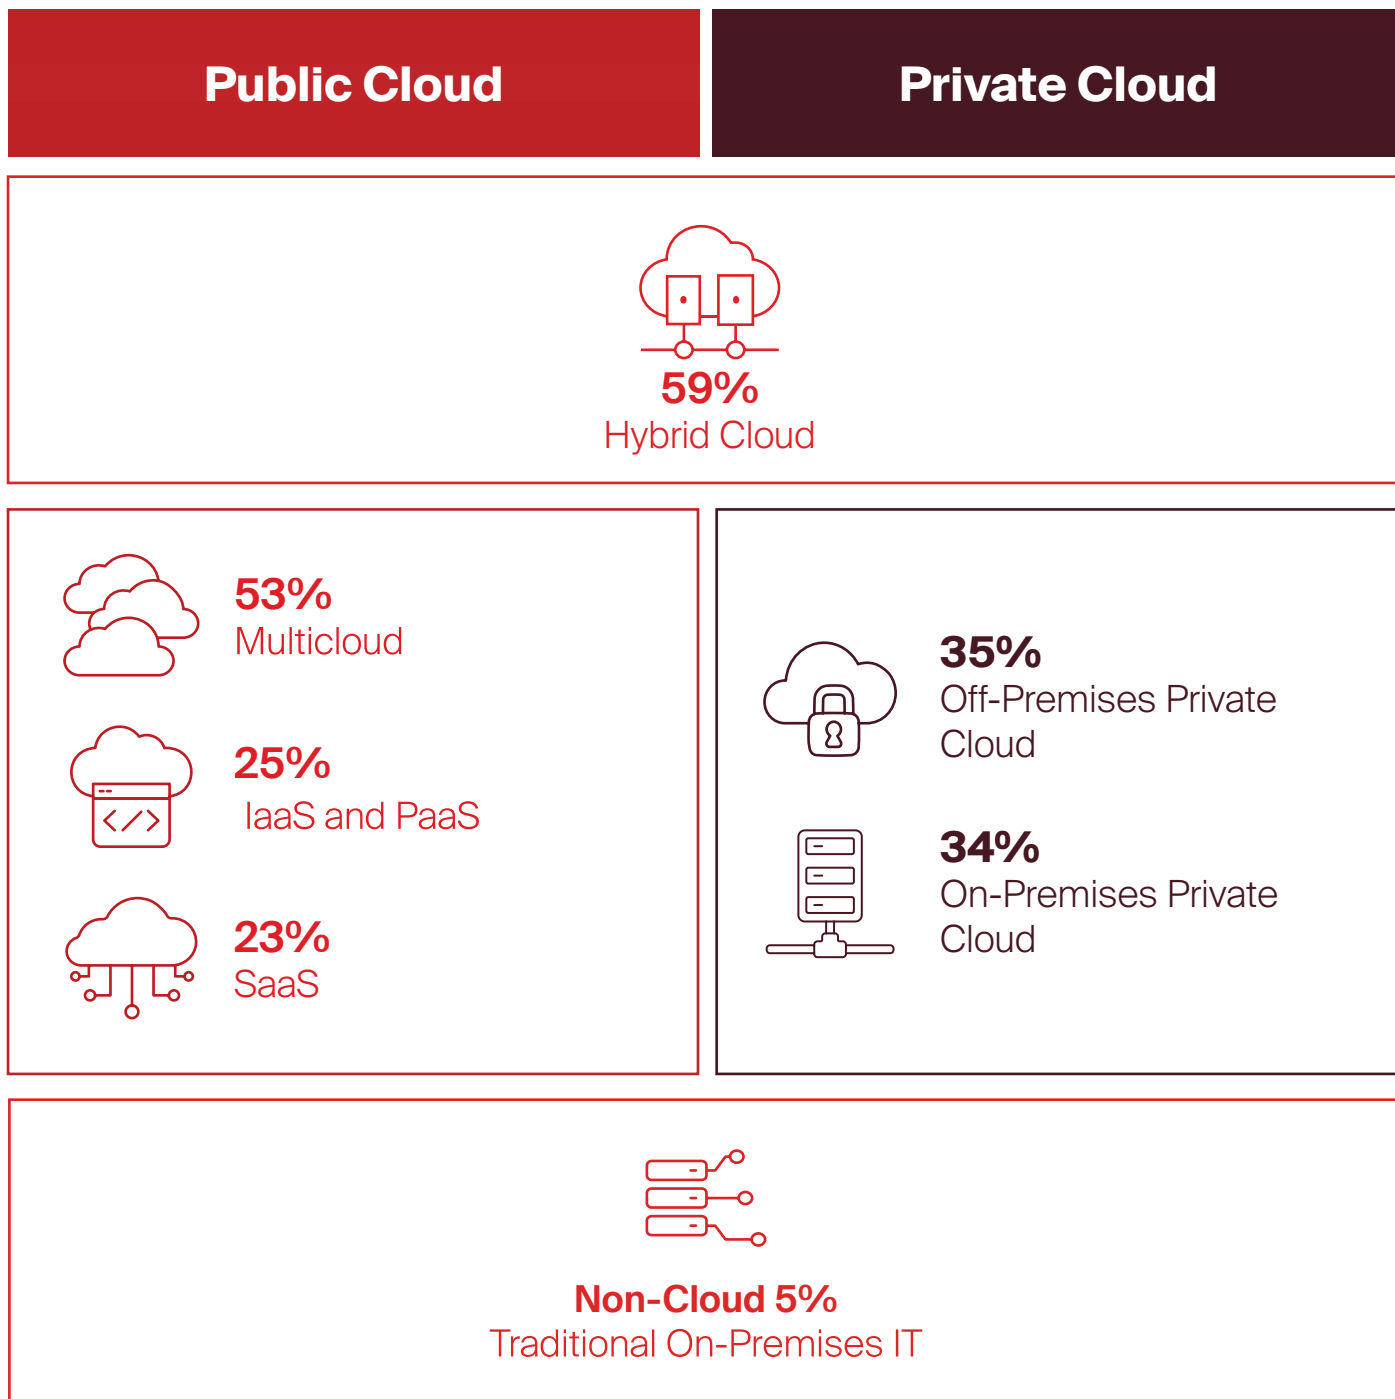 Public Cloud
Private Cloud
59%
Hybrid Cloud
53%
Multicloud
25%
IaaS and PaaS
23%
SaaS
35%
Off-Premises Private
Cloud
34%
On-Premises Private
Cloud
Non-Cloud 5%
Traditional On-Premises IT